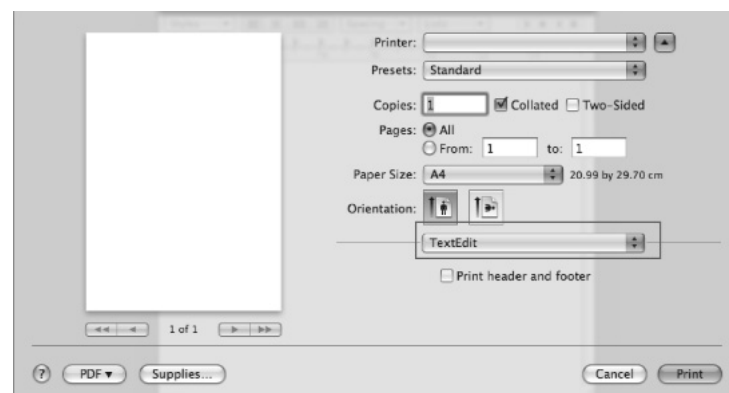 Printer:
Presets: Standard
Copies: 1 Collated Two-Sided
Pages: All
From: 1 to: 1
Paper Size: A4 20.99 by 29.70 cm
Orientation:
TextEdit
Print header and footer
1 of 1
? PDF Supplies... Cancel Print